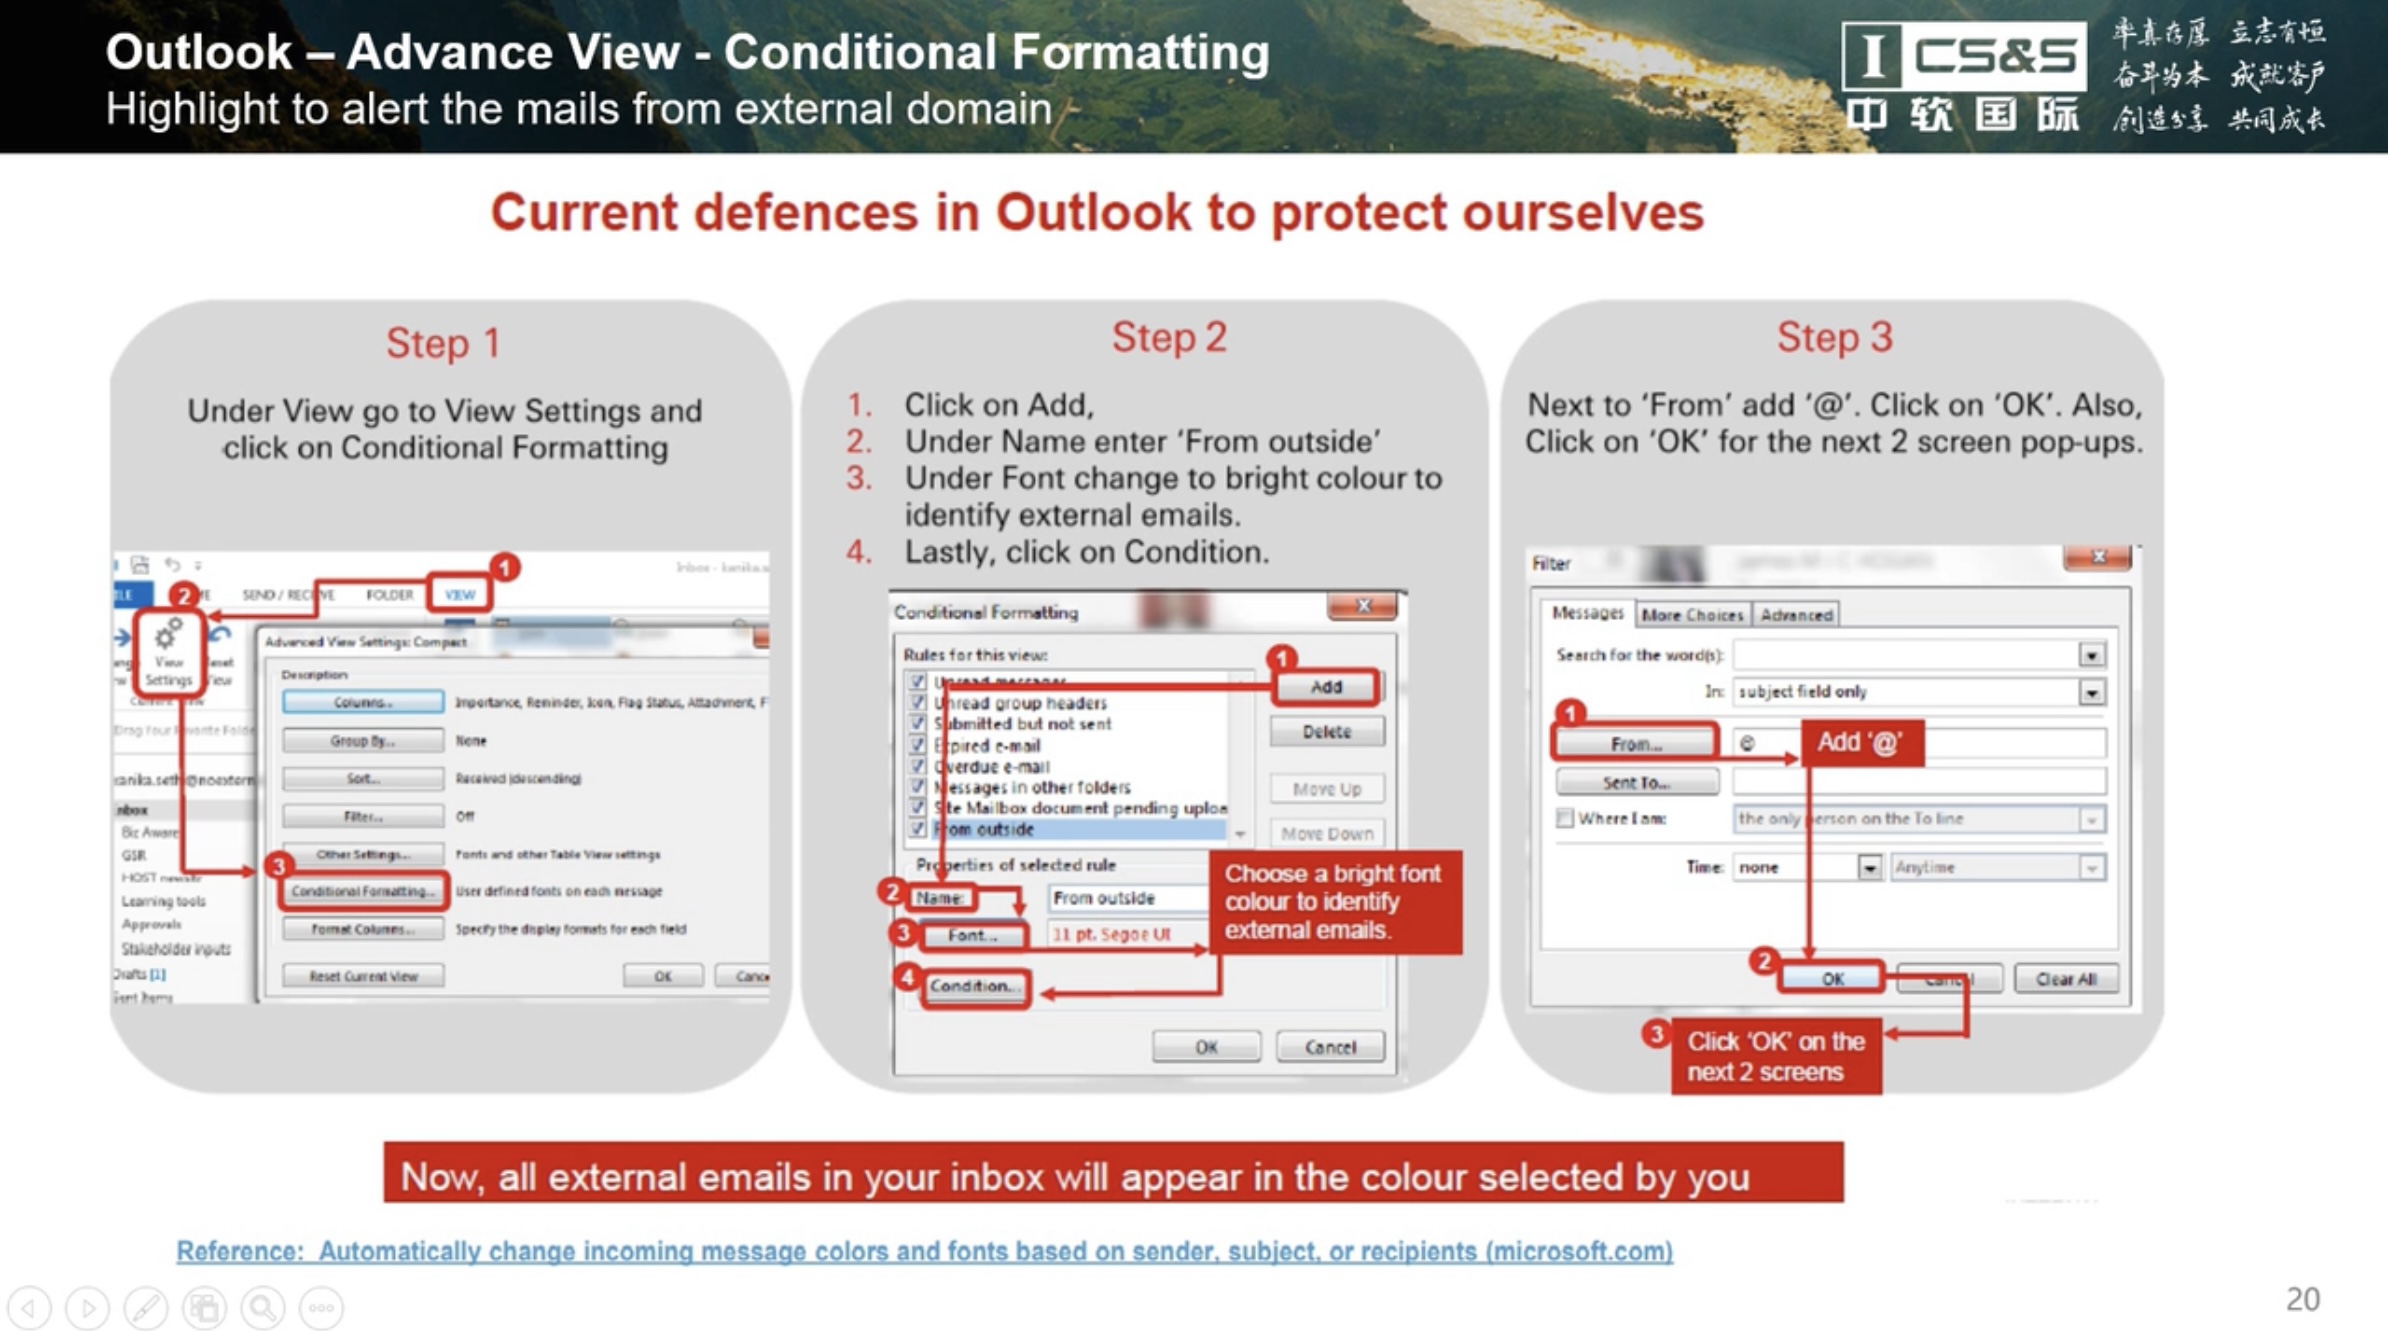 Outlook – Advance View - Conditional Formatting
Highlight to alert the mails from external domain
I CS&S
中软国际
率真存厚 立志有恒
奋斗为本 成就客户
创造分享 共同成长
Current defences in Outlook to protect ourselves
Step 1
Under View go to View Settings and
click on Conditional Formatting
1
Inbox - kanika.s
2
SEND / RECEIVE
FOLDER
VIEW
View
Settings
View
Advanced View Settings: Compact
Description
Columns...
Importance, Reminder, Icon, Flag Status, Attachment, F
Group By...
None
Sort...
Received (descending)
Filter...
Off
Other Settings...
Fonts and other Table View settings
3
Conditional Formatting...
User defined fonts on each message
Format Columns...
Specify the display formats for each field
Reset Current View
OK
Cance
nbox
Biz Aware
GSR
Learning tools
Approvals
Stakeholder inputs
Drafts [1]
Sent Items
Step 2
1. Click on Add,
2. Under Name enter ‘From outside’
3. Under Font change to bright colour to
identify external emails.
4. Lastly, click on Condition.
Conditional Formatting
Rules for this view:
1
Unread messages
Add
Unread group headers
Submitted but not sent
Delete
Expired e-mail
Overdue e-mail
Messages in other folders
Move Up
Site Mailbox document pending uploa
From outside
Move Down
Properties of selected rule
2
Name:
From outside
3
Font...
11 pt. Segoe UI
Choose a bright font
colour to identify
external emails.
4
Condition...
OK
Cancel
Step 3
Next to ‘From’ add ‘@’. Click on ‘OK’. Also,
Click on ‘OK’ for the next 2 screen pop-ups.
Filter
Messages
More Choices
Advanced
Search for the word(s):
In:
subject field only
1
From...
@
Add ‘@’
Sent To...
Where I am:
the only person on the To line
Time:
none
Anytime
2
OK
Cancel
Clear All
3
Click ‘OK’ on the
next 2 screens
Now, all external emails in your inbox will appear in the colour selected by you
Reference: Automatically change incoming message colors and fonts based on sender, subject, or recipients (microsoft.com)
20